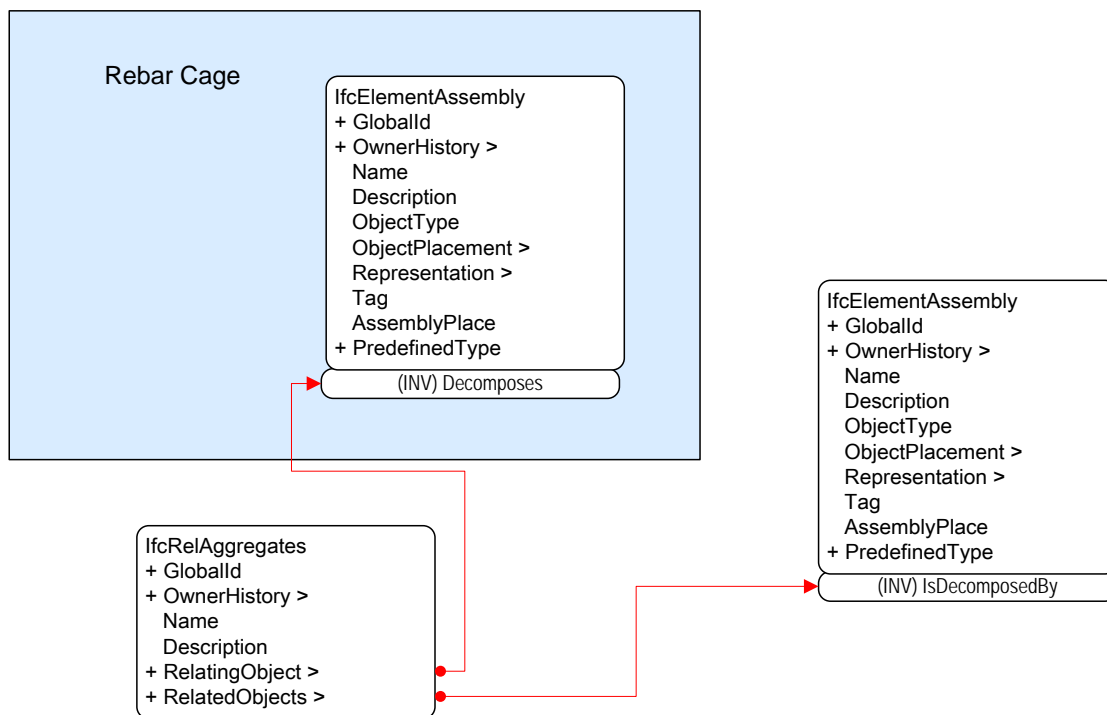 Rebar Cage
IfcElementAssembly
+ GlobalId
+ OwnerHistory >
Name
Description
ObjectType
ObjectPlacement >
Representation >
Tag
AssemblyPlace
+ PredefinedType
(INV) Decomposes
IfcElementAssembly
+ GlobalId
+ OwnerHistory >
Name
Description
ObjectType
ObjectPlacement >
Representation >
Tag
AssemblyPlace
+ PredefinedType
(INV) IsDecomposedBy
IfcRelAggregates
+ GlobalId
+ OwnerHistory >
Name
Description
+ RelatingObject >
+ RelatedObjects >